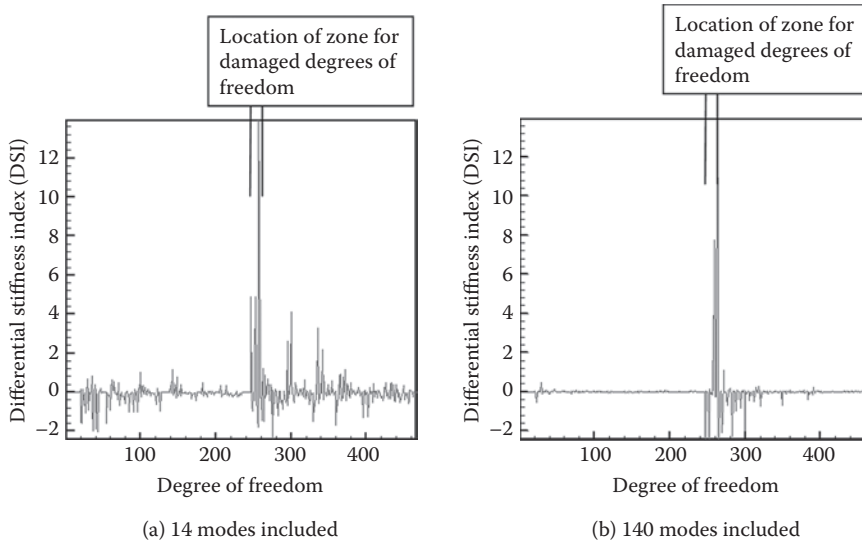 Location of zone for
damaged degrees of
freedom
Differential stiffness index (DSI)
12
10
8
6
4
2
0
−2
100
200
300
400
Degree of freedom
(a) 14 modes included
Location of zone for
damaged degrees of
freedom
Differential stiffness index (DSI)
12
10
8
6
4
2
0
−2
100
200
300
400
Degree of freedom
(b) 140 modes included